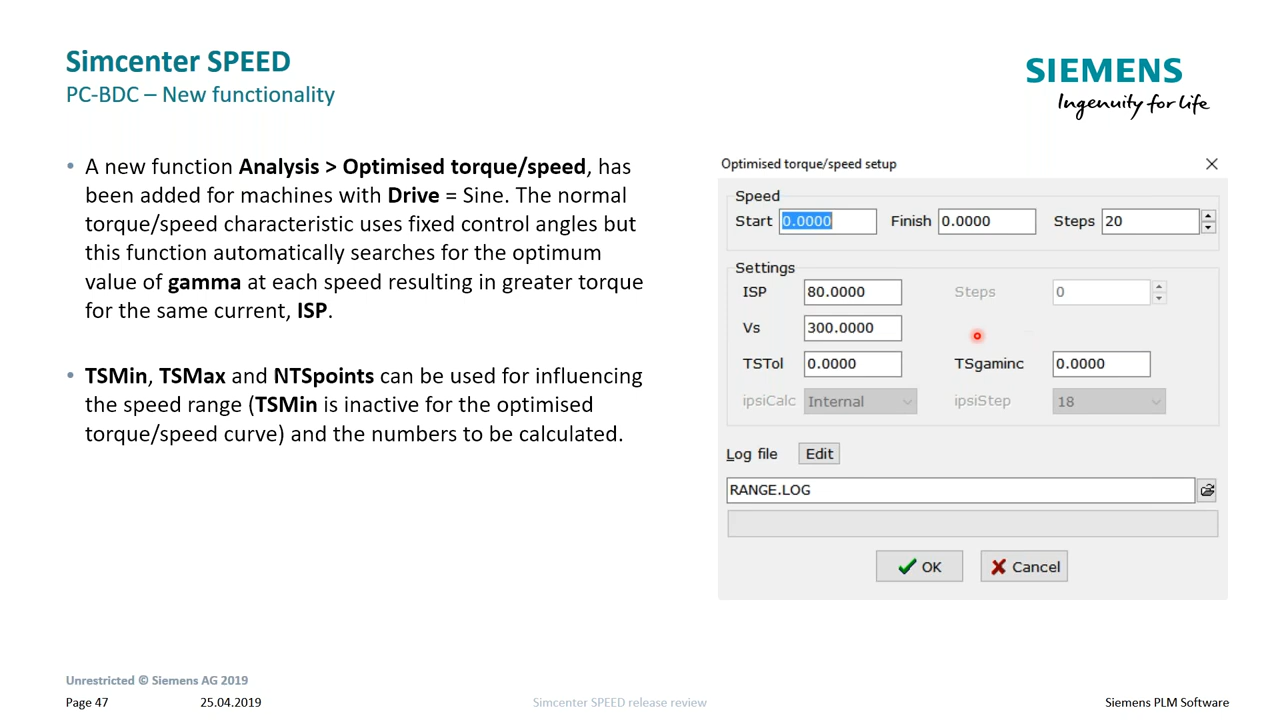 Simcenter SPEED
PC-BDC – New functionality
SIEMENS
Ingenuity for life
• A new function Analysis > Optimised torque/speed, has
been added for machines with Drive = Sine. The normal
torque/speed characteristic uses fixed control angles but
this function automatically searches for the optimum
value of gamma at each speed resulting in greater torque
for the same current, ISP.
• TSMin, TSMax and NTSpoints can be used for influencing
the speed range (TSMin is inactive for the optimised
torque/speed curve) and the numbers to be calculated.
Optimised torque/speed setup
Speed
Start 0.0000 Finish 0.0000 Steps 20
Settings
ISP 80.0000 Steps 0
Vs 300.0000
TSTol 0.0000 TSgaminc 0.0000
ipsiCalc Internal ipsiStep 18
Log file Edit
RANGE.LOG
OK Cancel
Unrestricted © Siemens AG 2019
Page 47 25.04.2019 Simcenter SPEED release review Siemens PLM Software